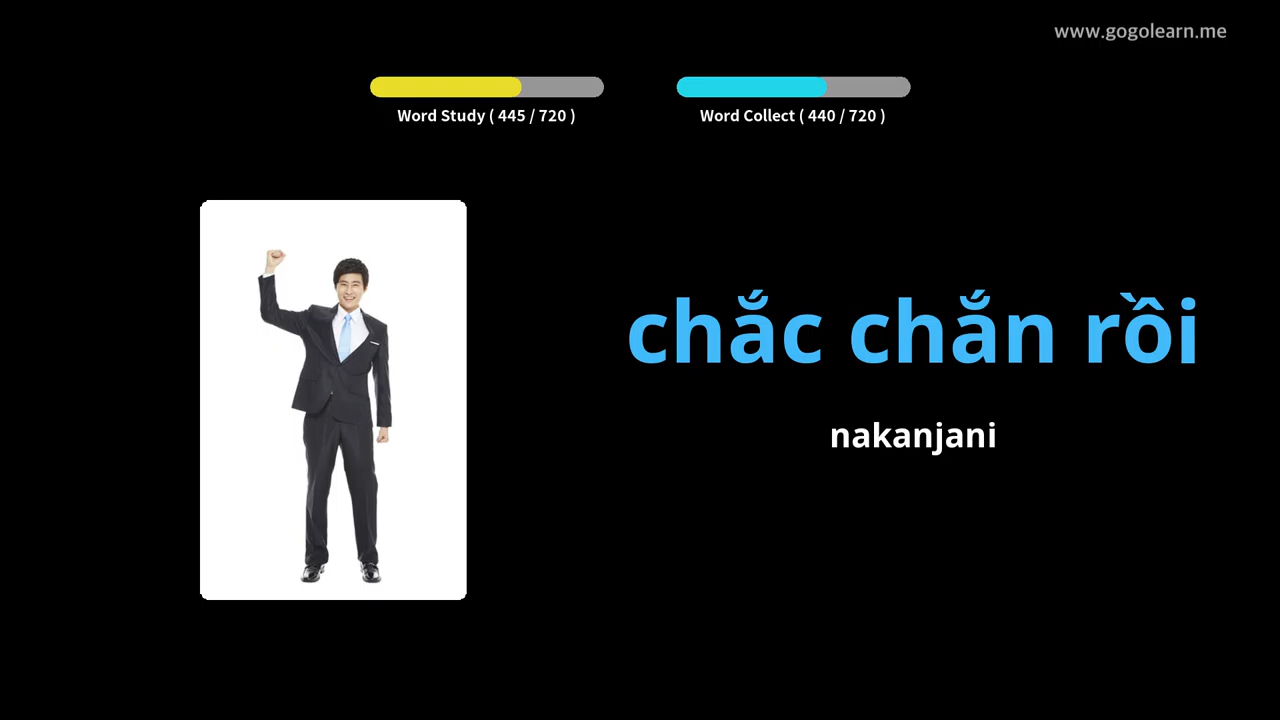 www.gogolearn.me
Word Study ( 445 / 720 )
Word Collect ( 440 / 720 )
chắc chắn rồi
nakanjani